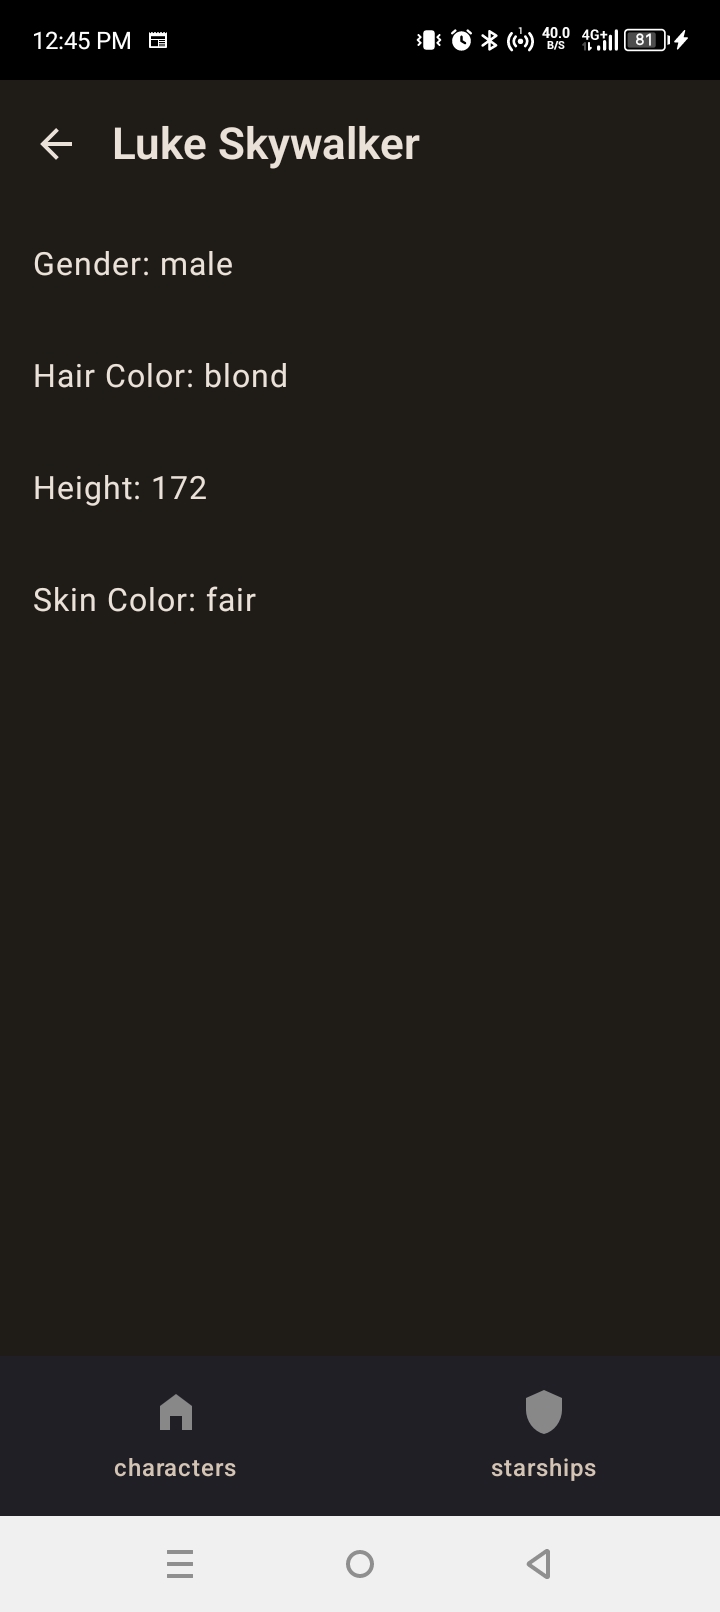 12:45 PM
1
40.0
B/S
4G+
81
Luke Skywalker
Gender: male
Hair Color: blond
Height: 172
Skin Color: fair
characters
starships